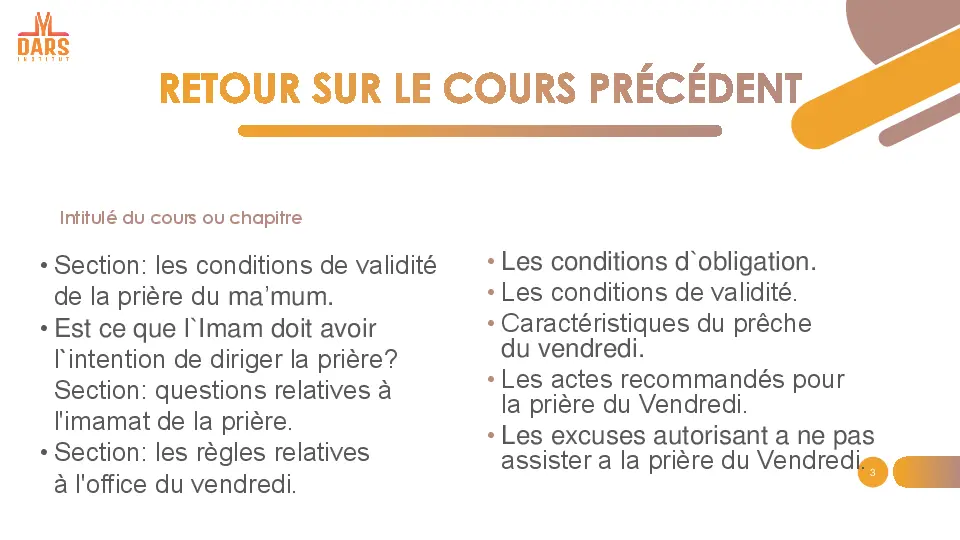 DARS
INSTITUT
RETOUR SUR LE COURS PRÉCÉDENT
Intitulé du cours ou chapitre
• Section: les conditions de validité
de la prière du ma’mum.
• Est ce que l`Imam doit avoir
l`intention de diriger la prière?
Section: questions relatives à
l'imamat de la prière.
• Section: les règles relatives
à l'office du vendredi.
• Les conditions d`obligation.
• Les conditions de validité.
• Caractéristiques du prêche
du vendredi.
• Les actes recommandés pour
la prière du Vendredi.
• Les excuses autorisant a ne pas
assister a la prière du Vendredi.
3